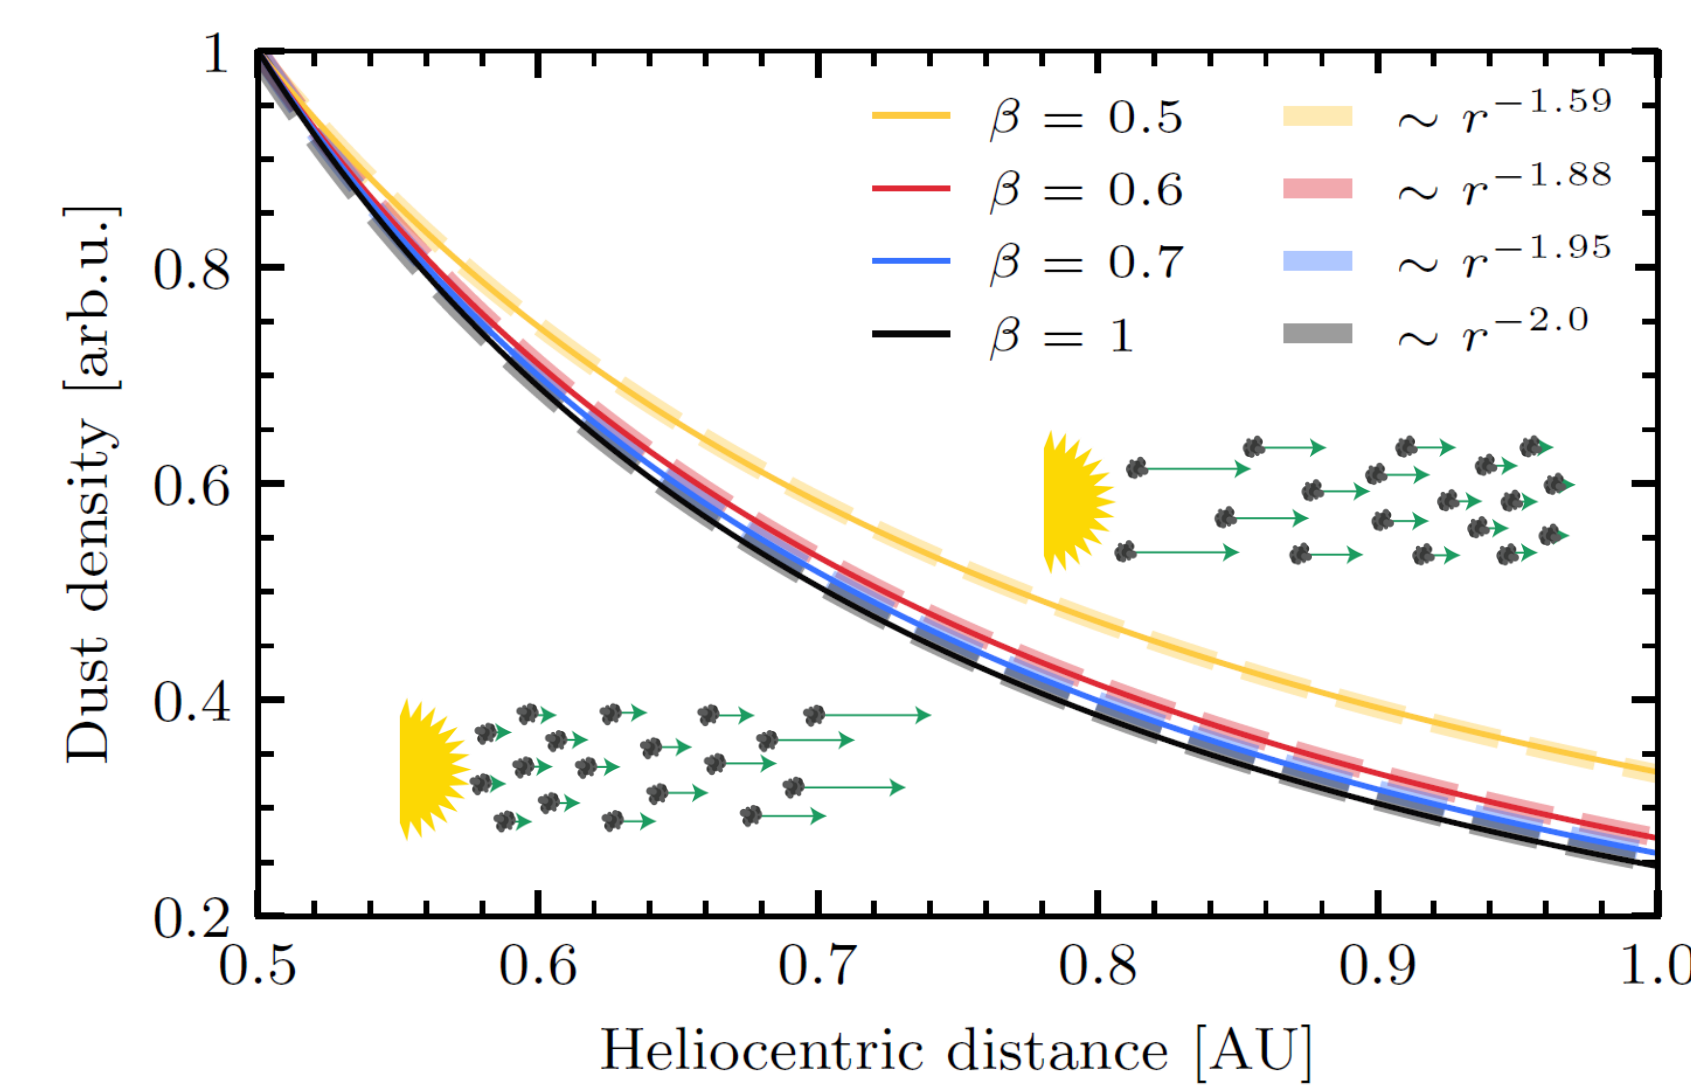 Dust density [arb.u.]
1
0.8
0.6
0.4
0.2
β = 0.5 ~ r^{-1.59}
β = 0.6 ~ r^{-1.88}
β = 0.7 ~ r^{-1.95}
β = 1 ~ r^{-2.0}
0.5 0.6 0.7 0.8 0.9 1.0
Heliocentric distance [AU]